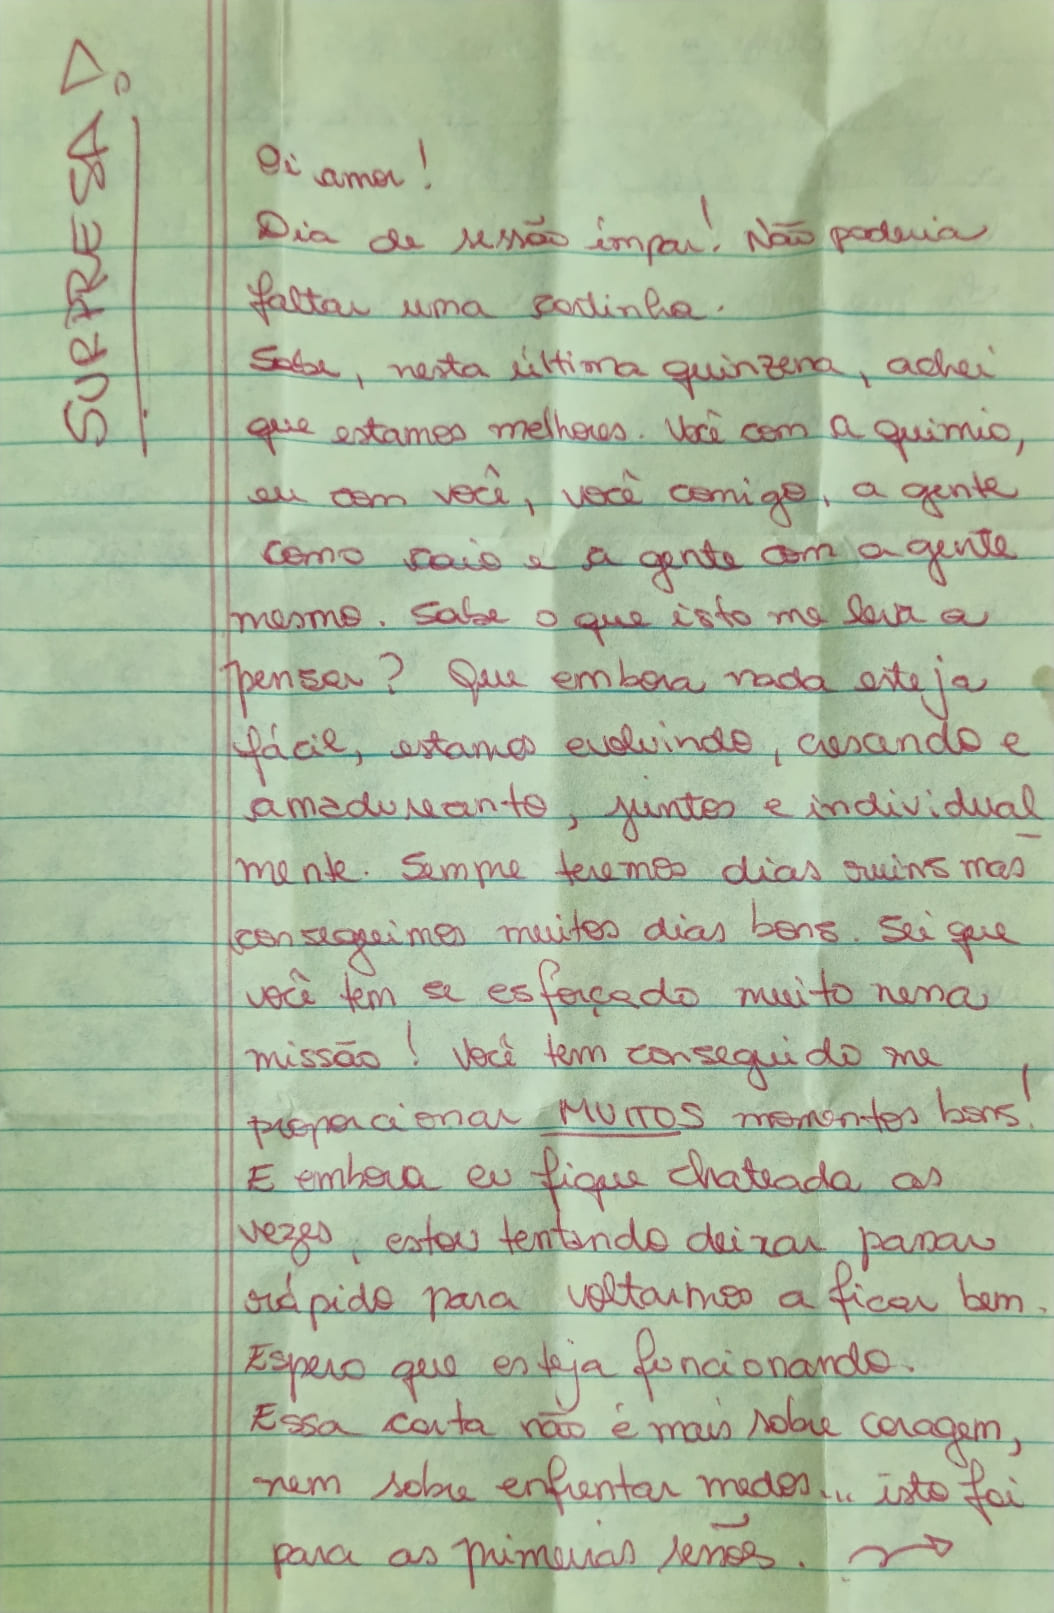 SURPRESA!
Oi amor!
Dia de sessão ímpar! Não poderia
faltar uma cartinha.
Sabe, nesta última quinzena, achei
que estamos melhores. Você com a quimio,
eu com você, você comigo, a gente
como caio e a gente com a gente
mesmo. Sabe o que isto me leva a
pensar? Que embora nada esteja
fácil, estamos evoluindo, cresando e
amadureanto, juntos e individual
mente. Sempre teremos dias ruins mas
conseguimos muitos dias bons. Sei que
você tem se esforçado muito nessa
missão! Você tem conseguido me
proporcionar MUITOS momentos bons!
E embora eu fique chateada as
vezes, estou tentando deixar passar
rápido para voltarmos a ficar bem.
Espero que esteja funcionando.
Essa carta não é mais sobre coragem,
nem sobre enfrentar medos... isto foi
para as primeiras